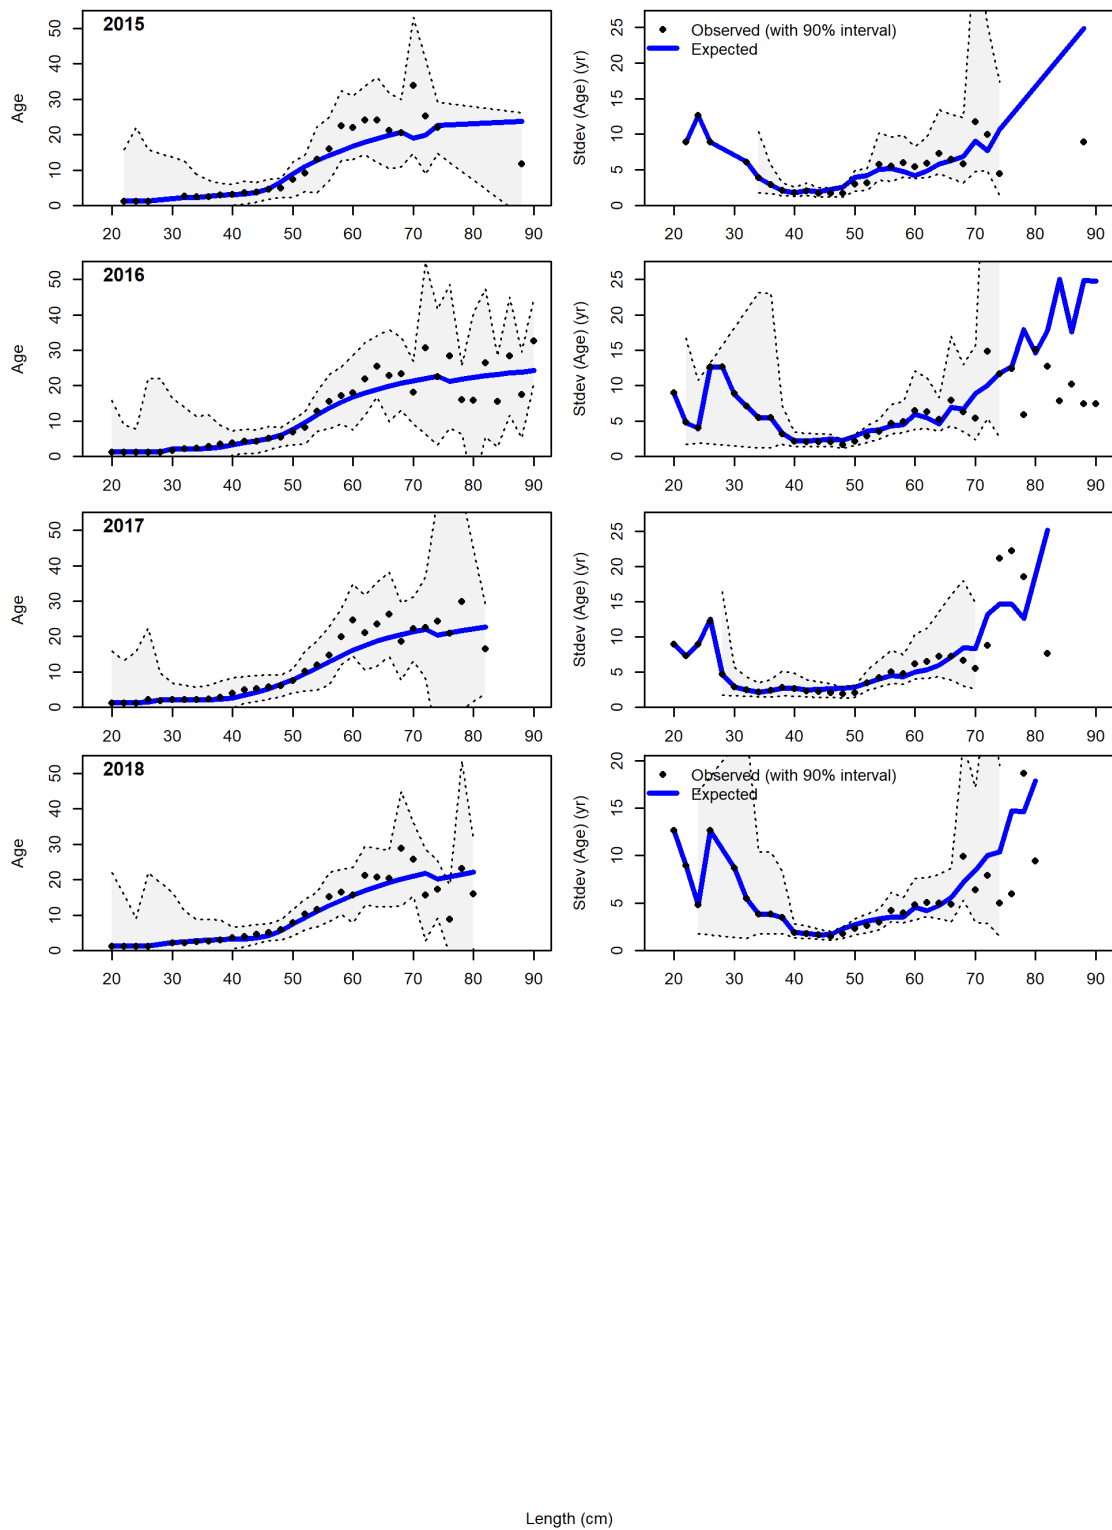 2015
Age
0 10 20 30 40 50
20 30 40 50 60 70 80 90
Observed (with 90% interval)
Expected
Stdev (Age) (yr)
0 5 10 15 20 25
20 30 40 50 60 70 80 90
2016
Age
0 10 20 30 40 50
20 30 40 50 60 70 80 90
Stdev (Age) (yr)
0 5 10 15 20 25
20 30 40 50 60 70 80 90
2017
Age
0 10 20 30 40 50
20 30 40 50 60 70 80 90
Stdev (Age) (yr)
0 5 10 15 20 25
20 30 40 50 60 70 80 90
2018
Age
0 10 20 30 40 50
20 30 40 50 60 70 80 90
Observed (with 90% interval)
Expected
Stdev (Age) (yr)
0 5 10 15 20
20 30 40 50 60 70 80 90
Length (cm)